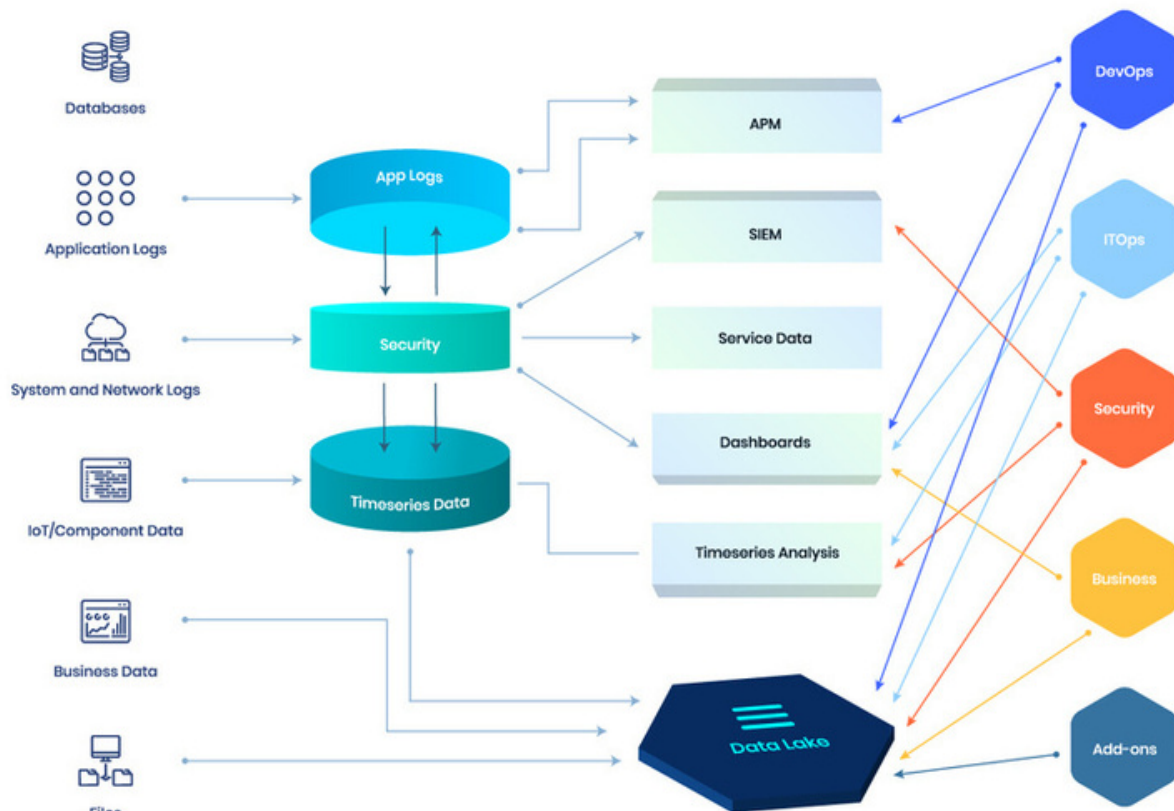 Databases
Application Logs
System and Network Logs
IoT/Component Data
Business Data
Files
App Logs
Security
Timeseries Data
APM
SIEM
Service Data
Dashboards
Timeseries Analysis
Data Lake
DevOps
ITOps
Security
Business
Add-ons